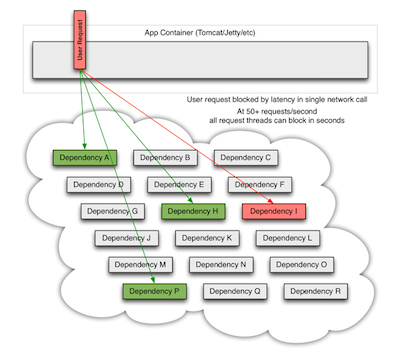 User Request
App Container (Tomcat/Jetty/etc)
User request blocked by latency in single network call
At 50+ requests/second
all request threads can block in seconds
Dependency A
Dependency B
Dependency C
Dependency D
Dependency E
Dependency F
Dependency G
Dependency H
Dependency I
Dependency J
Dependency K
Dependency L
Dependency M
Dependency N
Dependency O
Dependency P
Dependency Q
Dependency R